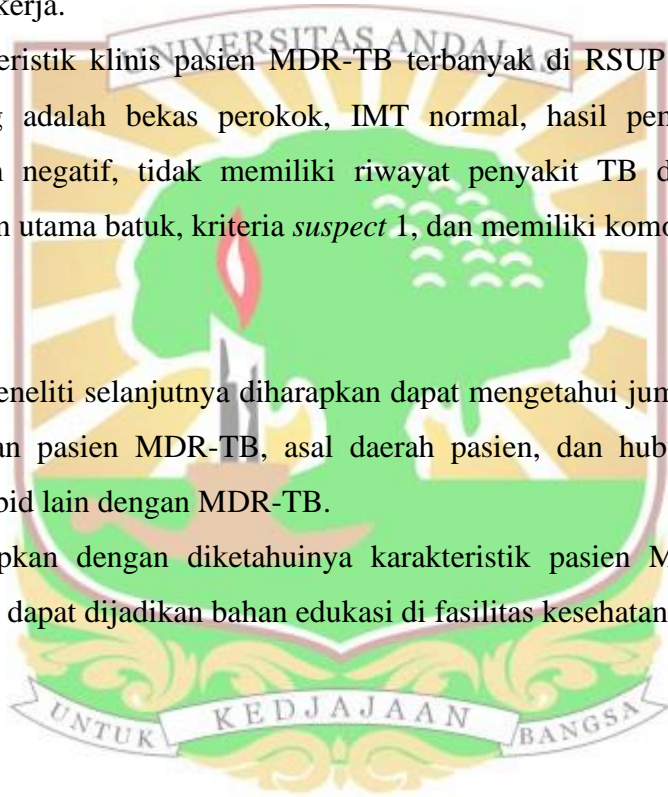 kerja.
UNIVERSITAS ANDALAS
eristik klinis pasien MDR-TB terbanyak di RSUP
g adalah bekas perokok, IMT normal, hasil pem
n negatif, tidak memiliki riwayat penyakit TB d
n utama batuk, kriteria suspect 1, dan memiliki komo
eneliti selanjutnya diharapkan dapat mengetahui jum
an pasien MDR-TB, asal daerah pasien, dan hub
bid lain dengan MDR-TB.
pkan dengan diketahuinya karakteristik pasien M
dapat dijadikan bahan edukasi di fasilitas kesehatan
UNTUK KEDJAJAAN BANGSA